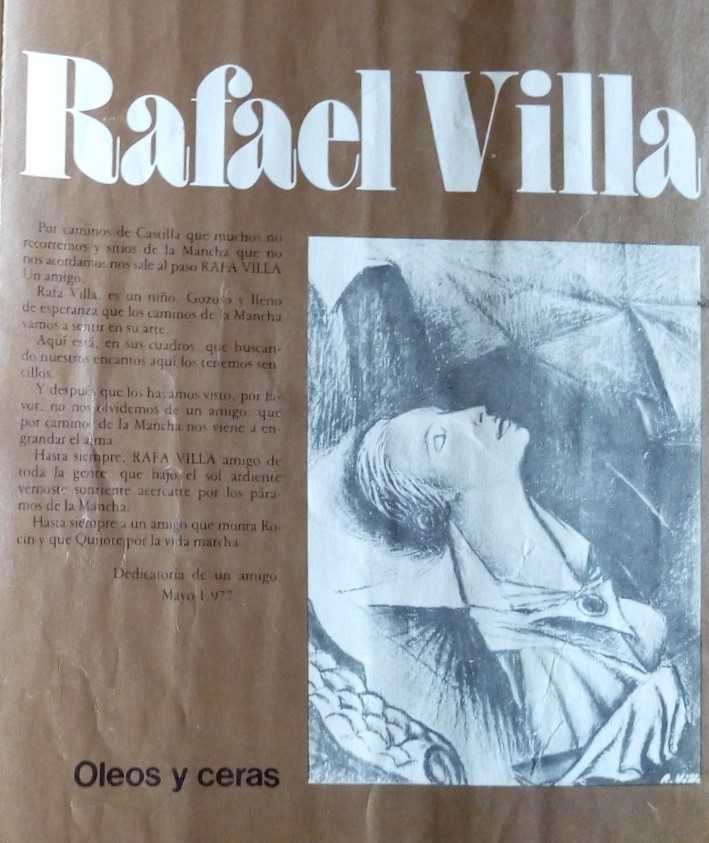 Rafael Villa
Por caminos de Castilla que muchos no
recorremos y sitios de la Mancha que no
nos acordamos nos sale al paso RAFA VILLA
Un amigo.
Rafa Villa, es un niño. Gozoso y lleno
de esperanza que los caminos de la Mancha
vamos a sentir en su arte.
Aquí está, en sus cuadros, que buscan-
do nuestros encantos aquí los tenemos sen
cillos.
Y después que los hayamos visto, por fa-
vor, no nos olvidemos de un amigo, que
por caminos de la Mancha nos viene a en-
grandar el alma.
Hasta siempre, RAFA VILLA amigo de
toda la gente, que bajo el sol ardiente
vemoste sonriente acercarte por los pára-
mos de la Mancha.
Hasta siempre a un amigo que monta Ro-
cin y que Quijote por la vida marcha.
Dedicatoria de un amigo
Mayo 1.977
Oleos y ceras
R. Villa